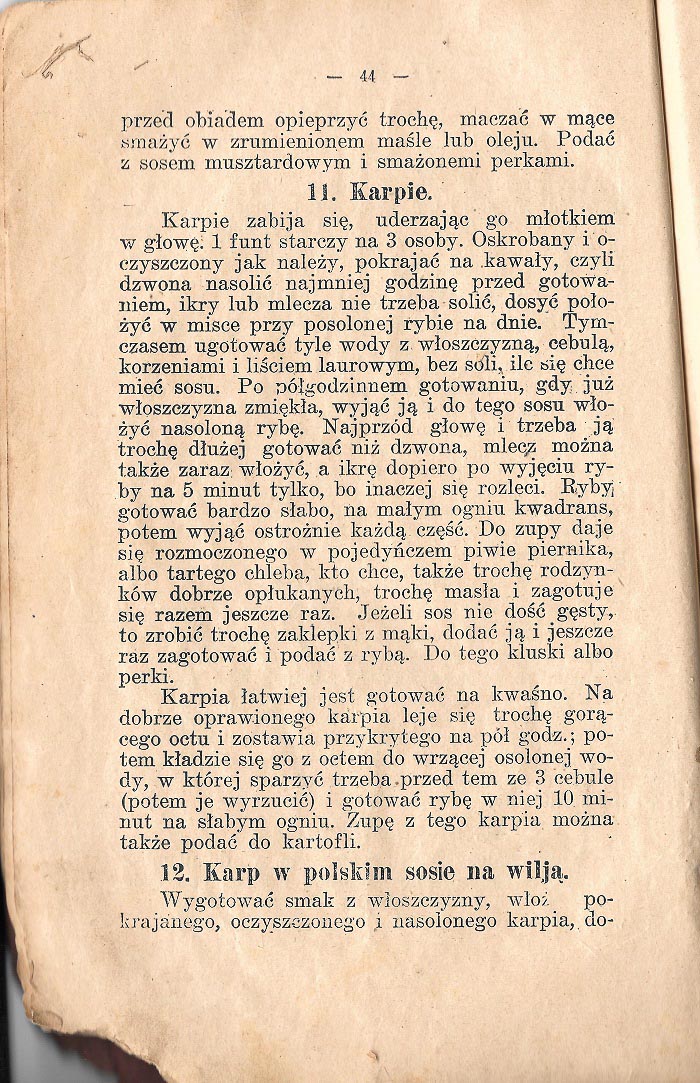 — 44 —
przed obiadem opieprzyć trochę, maczać w mące
smażyć w zrumienionem maśle lub oleju. Podać
z sosem musztardowym i smażonemi perkami.
11. Karpie.
Karpie zabija się, uderzając go młotkiem
w głowę. 1 funt starczy na 3 osoby. Oskrobany i o-
czyszczony jak należy, pokrajać na kawały, czyli
dzwona nasolić najmniej godzinę przed gotowa-
niem, ikry lub mlecza nie trzeba solić, dosyć poło-
żyć w misce przy posolonej rybie na dnie. Tym-
czasem ugotować tyle wody z włoszczyzną, cebulą,
korzeniami i liściem laurowym, bez soli, ile się chce
mieć sosu. Po półgodzinnem gotowaniu, gdy już
włoszczyzna zmiękła, wyjąć ją i do tego sosu wło-
żyć nasoloną rybę. Najprzód głowę i trzeba ją
trochę dłużej gotować niż dzwona, mlecz można
także zaraz włożyć, a ikrę dopiero po wyjęciu ry-
by na 5 minut tylko, bo inaczej się rozleci. Ryby
gotować bardzo słabo, na małym ogniu kwadrans,
potem wyjąć ostrożnie każdą część. Do zupy daje
się rozmoczonego w pojedyńczem piwie piernika,
albo tartego chleba, kto chce, także trochę rodzyn-
ków dobrze opłukanych, trochę masła i zagotuje
się razem jeszcze raz. Jeżeli sos nie dość gęsty,
to zrobić trochę zaklepki z mąki, dodać ją i jeszcze
raz zagotować i podać z rybą. Do tego kluski albo
perki.
Karpia łatwiej jest gotować na kwaśno. Na
dobrze oprawionego karpia leje się trochę gorą-
cego octu i zostawia przykrytego na pół godz.; po-
tem kładzie się go z octem do wrzącej osolonej wo-
dy, w której sparzyć trzeba przed tem ze 3 cebule
(potem je wyrzucić) i gotować rybę w niej 10 mi-
nut na słabym ogniu. Zupę z tego karpia można
także podać do kartofli.
12. Karp w polskim sosie na wilją.
Wygotować smak z włoszczyzny, włoż po-
krajanego, oczyszczonego i nasolonego karpia, do-